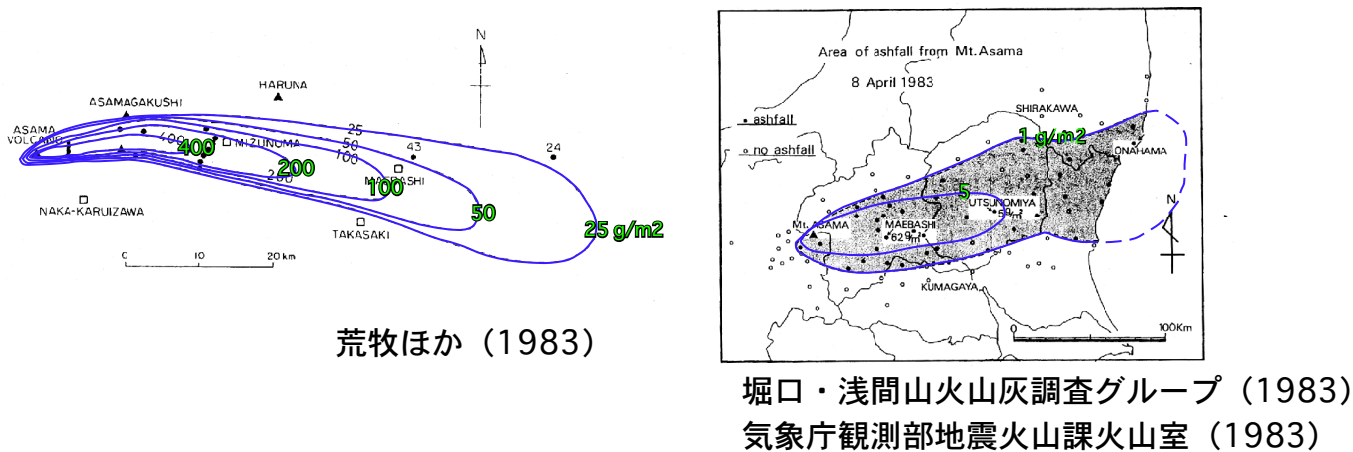 N
HARUNA
ASAMAGAKUSHI
ASAMA
VOLCANO
25
50
100
400
400
MIZUNUMA
43
24
200
200
MAEBASHI
100
50
25 g/m2
NAKA-KARUIZAWA
TAKASAKI
0 10 20 km
荒牧ほか（1983）
Area of ashfall from Mt.Asama
8 April 1983
ashfall
no ashfall
SHIRAKAWA
1 g/m2
ONAHAMA
5
UTSUNOMIYA
N
Mt. ASAMA
MAEBASHI
KUMAGAYA
0 100Km
堀口・浅間山火山灰調査グループ（1983）
気象庁観測部地震火山課火山室（1983）